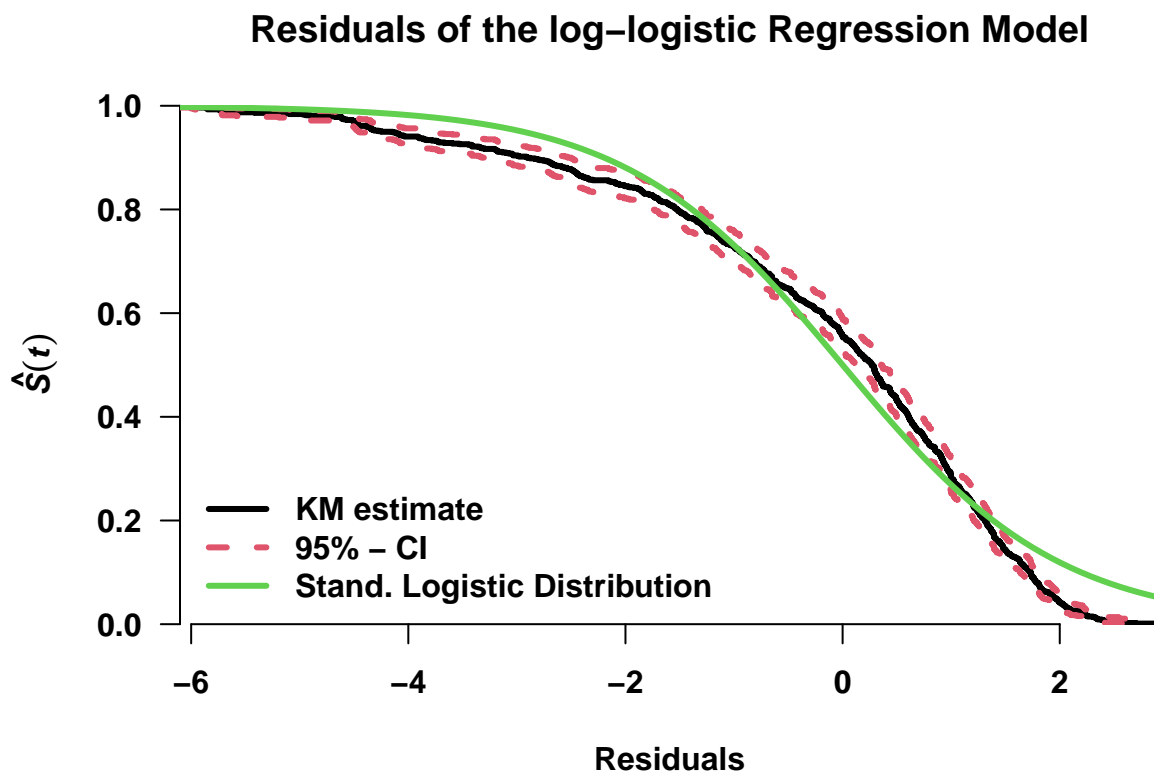 Residuals of the log–logistic Regression Model
1.0
0.8
0.6
0.4
0.2
0.0
Ŝ(t)
KM estimate
95% – CI
Stand. Logistic Distribution
−6
−4
−2
0
2
Residuals